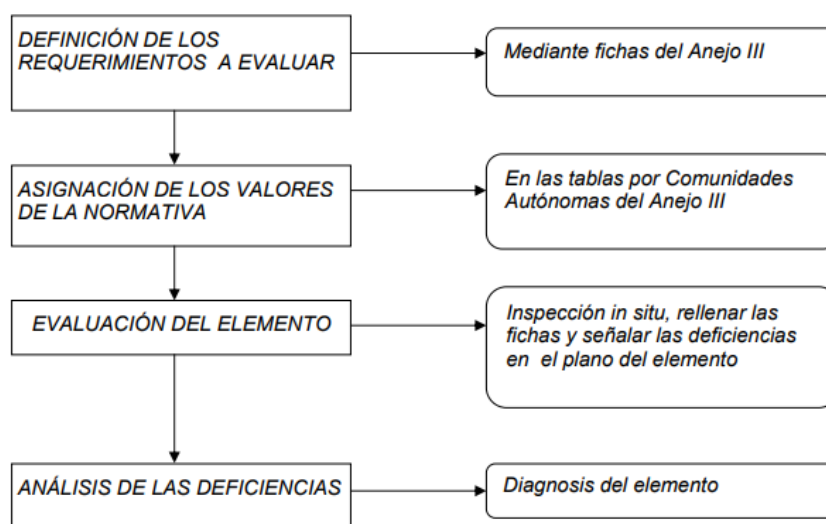 DEFINICIÓN DE LOS
REQUERIMIENTOS A EVALUAR
Mediante fichas del Anejo III
ASIGNACIÓN DE LOS VALORES
DE LA NORMATIVA
En las tablas por Comunidades
Autónomas del Anejo III
EVALUACIÓN DEL ELEMENTO
Inspección in situ, rellenar las
fichas y señalar las deficiencias
en el plano del elemento
ANÁLISIS DE LAS DEFICIENCIAS
Diagnosis del elemento